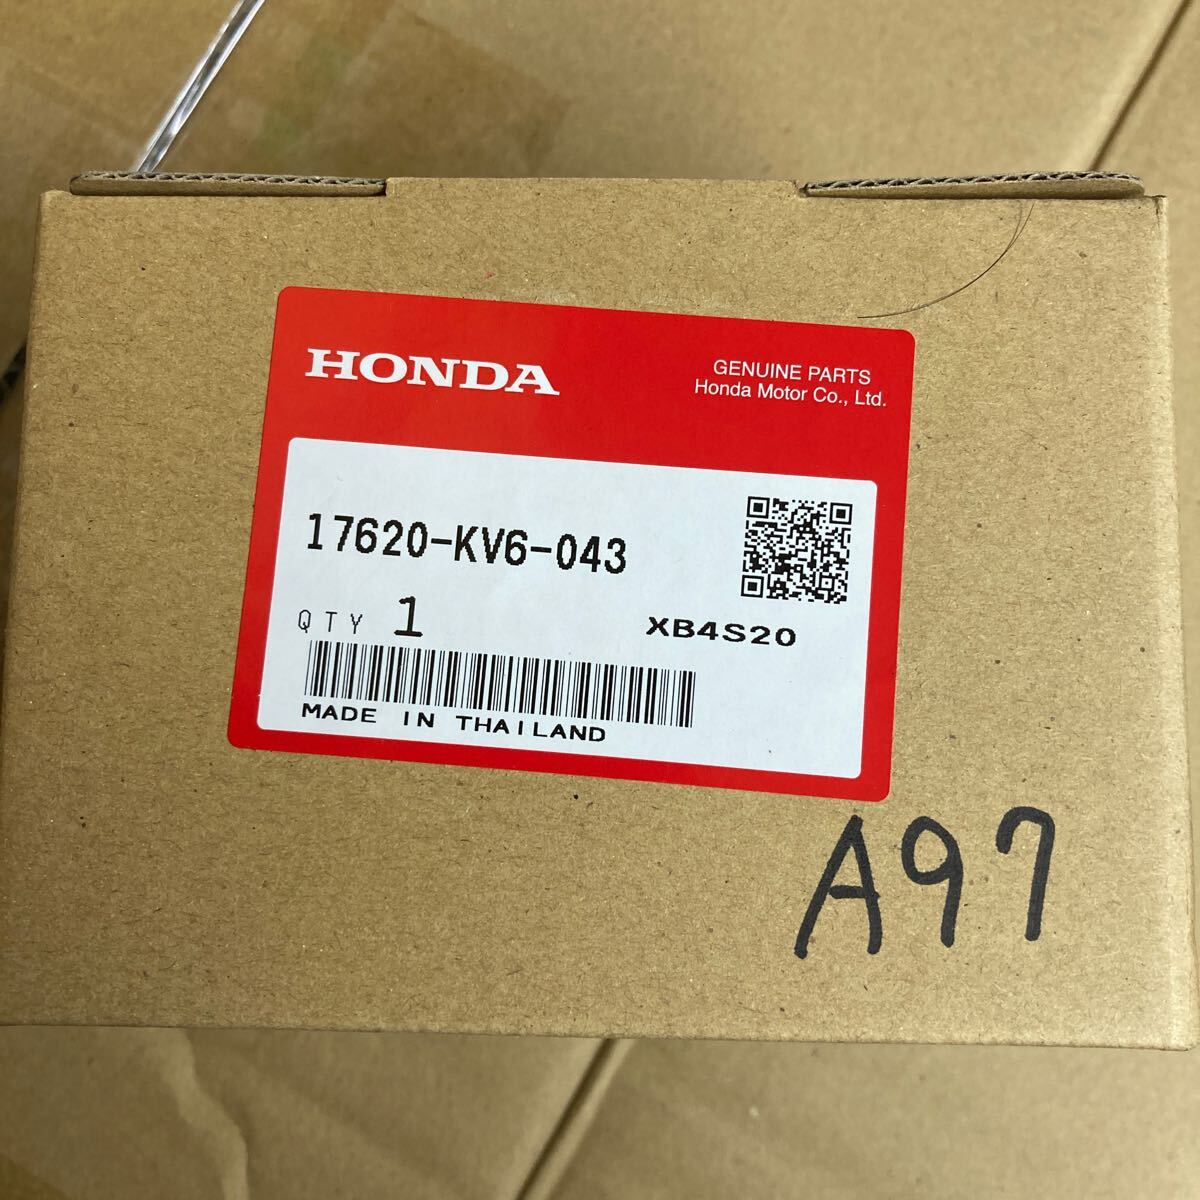 HONDA
GENUINE PARTS
Honda Motor Co., Ltd.
17620-KV6-043
QTY 1
XB4S20
MADE IN THAILAND
A97